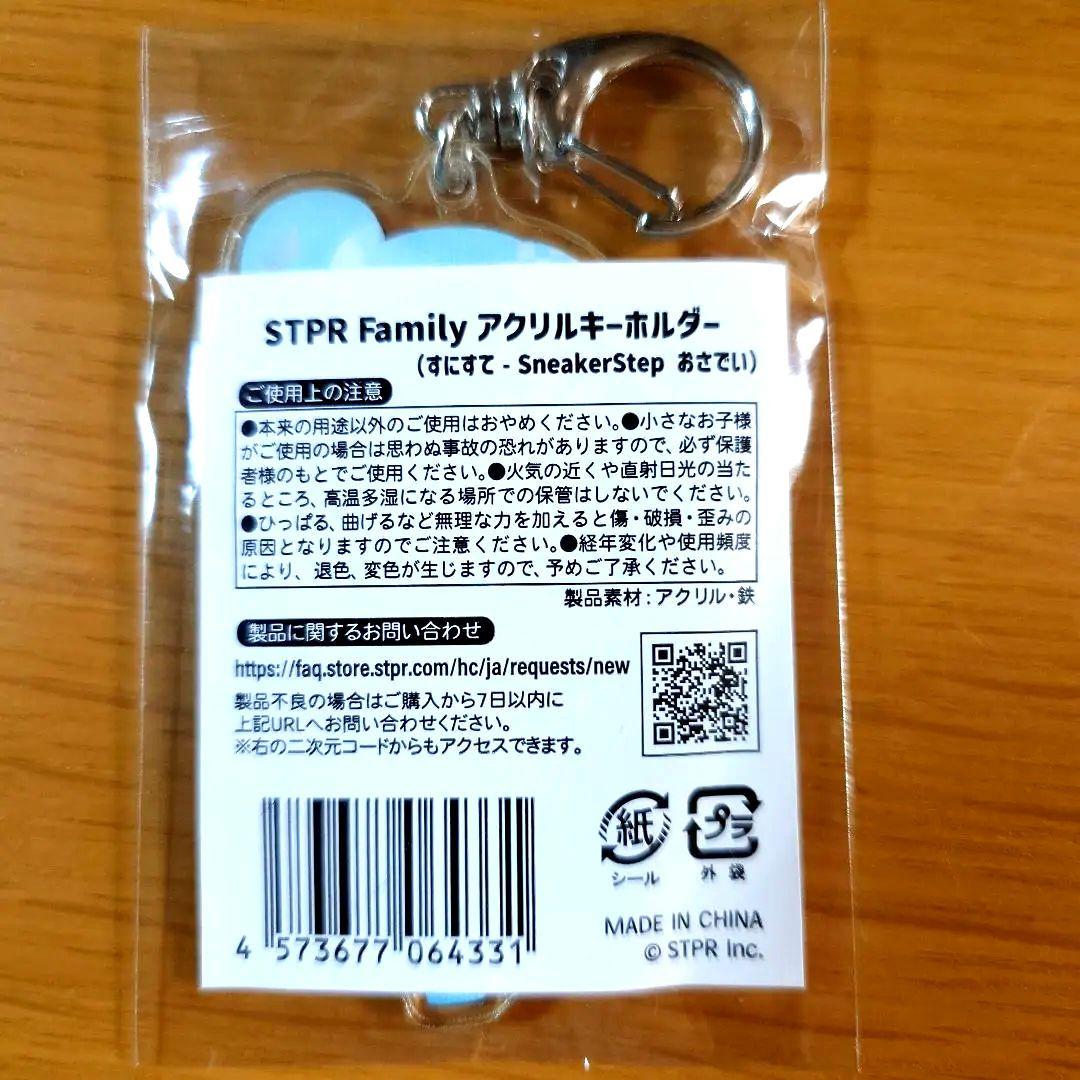 STPR Family アクリルキーホルダー
(すにすて - SneakerStep おさでい)
ご使用上の注意
●本来の用途以外のご使用はおやめください。●小さなお子様
がご使用の場合は思わぬ事故の恐れがありますので、必ず保護
者様のもとでご使用ください。●火気の近くや直射日光の当た
るところ、高温多湿になる場所での保管はしないでください。
●ひっぱる、曲げるなど無理な力を加えると傷・破損・歪みの
原因となりますのでご注意ください。●経年変化や使用頻度
により、退色、変色が生じますので、予めご了承ください。
製品素材:アクリル・鉄
製品に関するお問い合わせ
https://faq.store.stpr.com/hc/ja/requests/new
製品不良の場合はご購入から7日以内に
上記URLへお問い合わせください。
※右の二次元コードからもアクセスできます。
紙
シール
プラ
外袋
4 573677 064331
MADE IN CHINA
© STPR Inc.